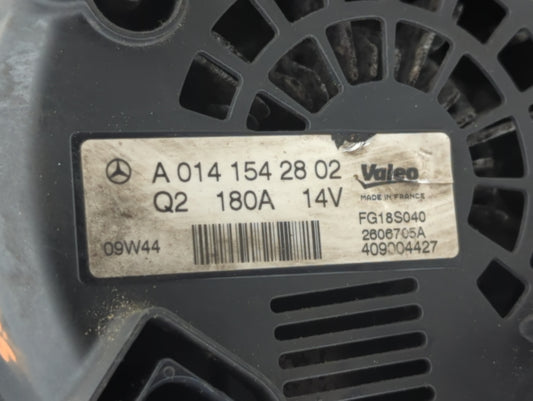 A 014 154 28 02 Valeo
MADE IN FRANCE
Q2 180A 14V
FG18S040
2606705A
09W44 409004427